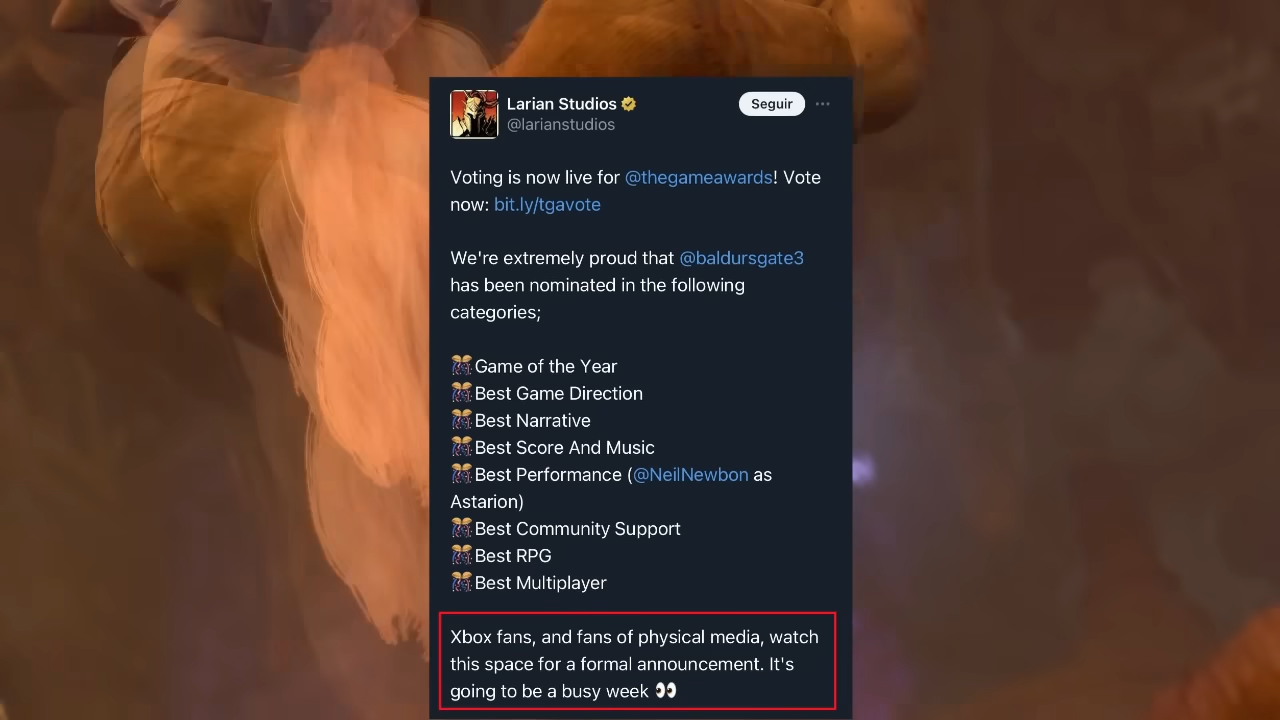 Larian Studios
Seguir
@larianstudios
Voting is now live for @thegameawards! Vote
now: bit.ly/tgavote
We're extremely proud that @baldursgate3
has been nominated in the following
categories;
🎊Game of the Year
🎊Best Game Direction
🎊Best Narrative
🎊Best Score And Music
🎊Best Performance (@NeilNewbon as
Astarion)
🎊Best Community Support
🎊Best RPG
🎊Best Multiplayer
Xbox fans, and fans of physical media, watch
this space for a formal announcement. It's
going to be a busy week 👀